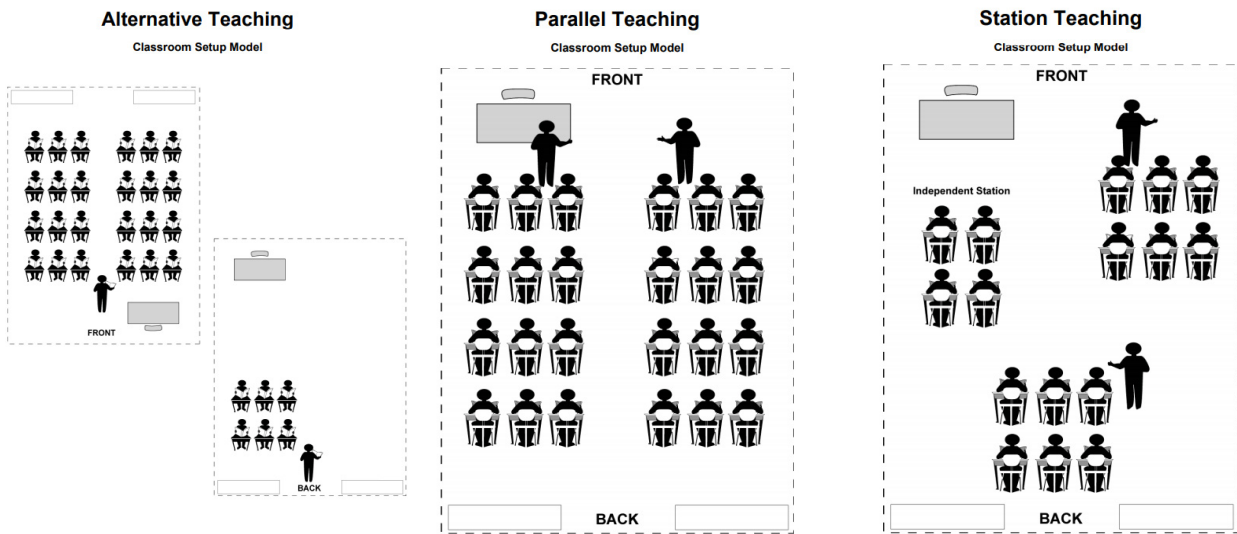 Alternative Teaching
Classroom Setup Model
FRONT
BACK
Parallel Teaching
Classroom Setup Model
FRONT
BACK
Station Teaching
Classroom Setup Model
FRONT
Independent Station
BACK